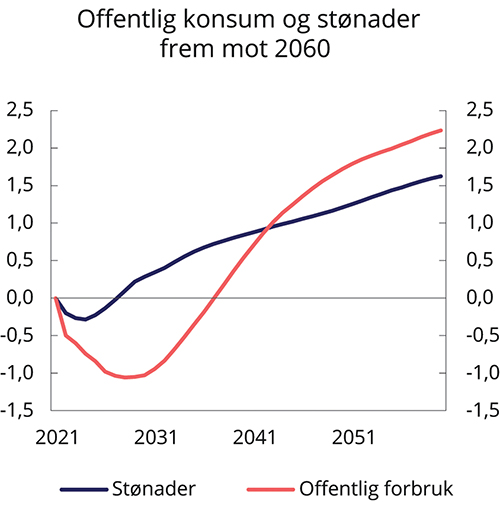 Offentlig konsum og stønader
frem mot 2060
2,5 2,5
2,0 2,0
1,5 1,5
1,0 1,0
0,5 0,5
0,0 0,0
-0,5 -0,5
-1,0 -1,0
-1,5 -1,5
2021 2031 2041 2051
Stønader Offentlig forbruk